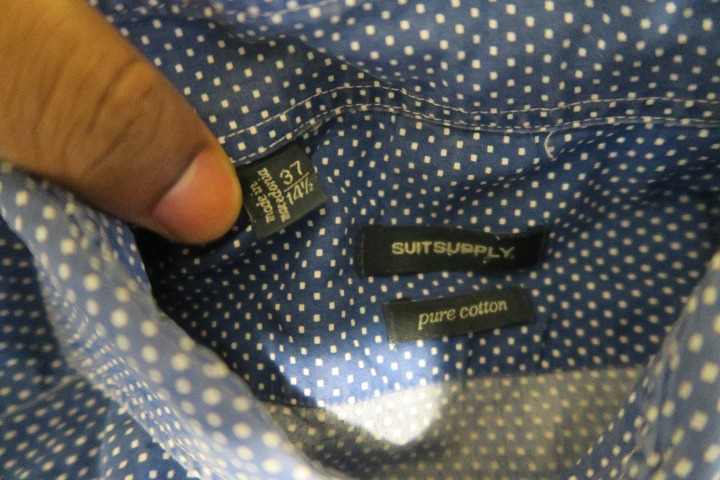 37
14½
made in
macedonia
SUITSUPPLY
pure cotton